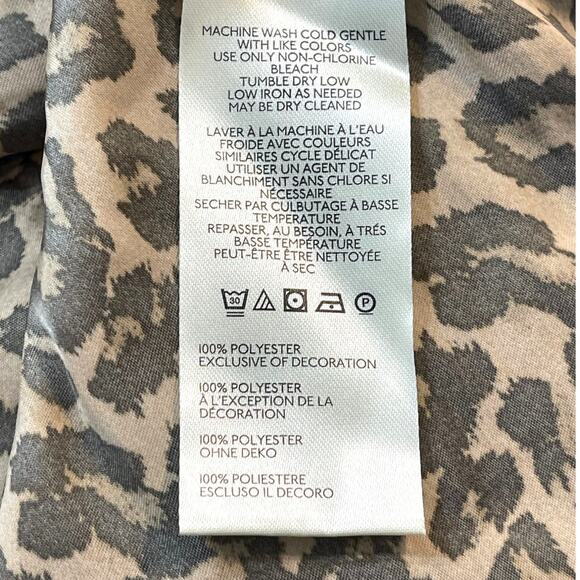 MACHINE WASH COLD GENTLE
WITH LIKE COLORS
USE ONLY NON-CHLORINE
BLEACH
TUMBLE DRY LOW
LOW IRON AS NEEDED
MAY BE DRY CLEANED
LAVER À LA MACHINE À L'EAU
FROIDE AVEC COULEURS
SIMILAIRES CYCLE DÉLICAT
UTILISER UN AGENT DE
BLANCHIMENT SANS CHLORE SI
NÉCESSAIRE
SECHER PAR CULBUTAGE À BASSE
TEMPERATURE
REPASSER, AU BESOIN, À TRÉS
BASSE TEMPÉRATURE
PEUT-ÊTRE ÊTRE NETTOYÉE
À SEC
30 P
100% POLYESTER
EXCLUSIVE OF DECORATION
100% POLYESTER
À L'EXCEPTION DE LA
DÉCORATION
100% POLYESTER
OHNE DEKO
100% POLIESTERE
ESCLUSO IL DECORO